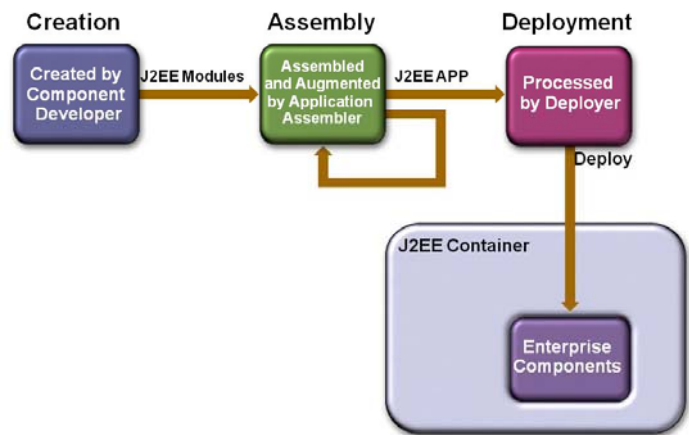 Creation
Assembly
Deployment
Created by
Component
Developer
J2EE Modules
Assembled
and Augmented
by Application
Assembler
J2EE APP
Processed
by Deployer
Deploy
J2EE Container
Enterprise
Components